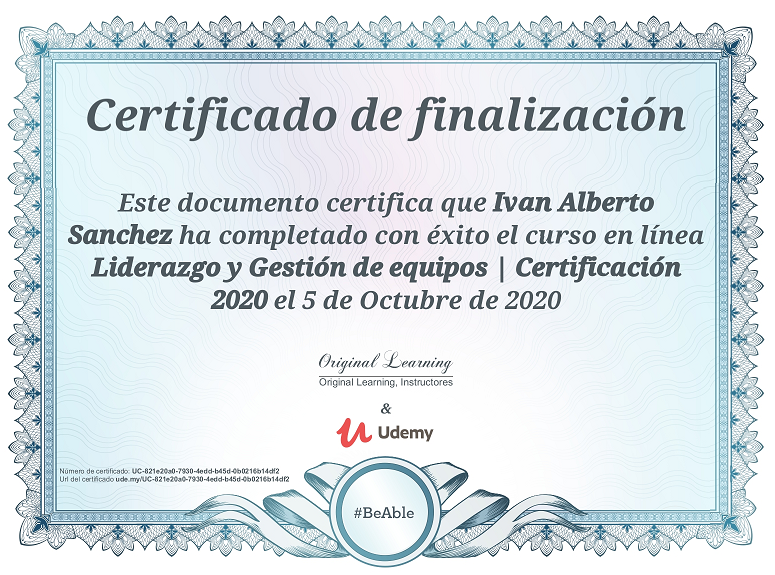 Certificado de finalización
Este documento certifica que Ivan Alberto
Sanchez ha completado con éxito el curso en línea
Liderazgo y Gestión de equipos | Certificación
2020 el 5 de Octubre de 2020
Original Learning
Original Learning, Instructores
&
Udemy
Número de certificado: UC-821e20a0-7930-4edd-b45d-0b0216b14df2
Url del certificado ude.my/UC-821e20a0-7930-4edd-b45d-0b0216b14df2
#BeAble